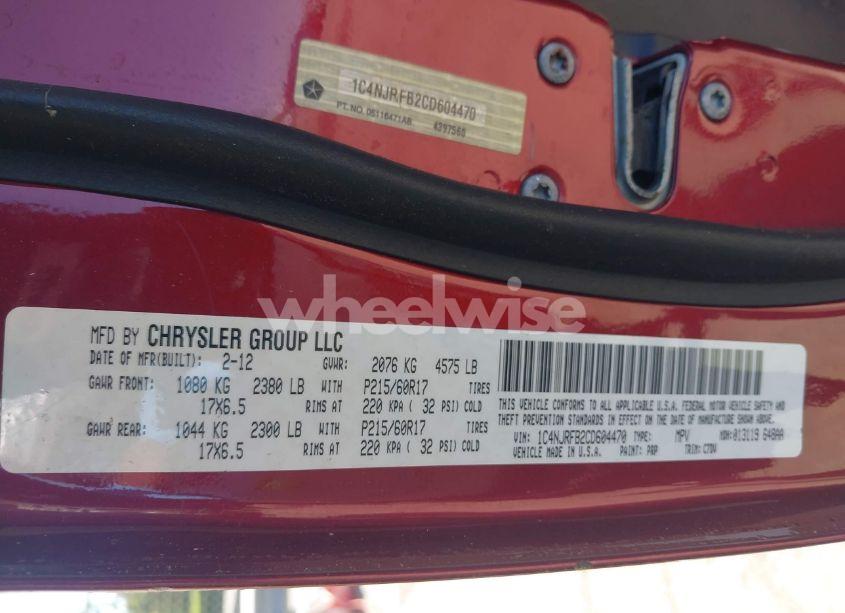 1C4NJRFB2CD604470
PT. NO. 05116471AB 4397560
wheelwise
MFD BY CHRYSLER GROUP LLC
DATE OF MFR(BUILT): 2-12 GVWR: 2076 KG 4575 LB
GAWR FRONT: 1080 KG 2380 LB WITH P215/60R17 TIRES
17X6.5 RIMS AT 220 KPA ( 32 PSI) COLD
GAWR REAR: 1044 KG 2300 LB WITH P215/60R17 TIRES
17X6.5 RIMS AT 220 KPA ( 32 PSI) COLD
THIS VEHICLE CONFORMS TO ALL APPLICABLE U.S.A. FEDERAL MOTOR VEHICLE SAFETY AND
THEFT PREVENTION STANDARDS IN EFFECT ON THE DATE OF MANUFACTURE SHOWN ABOVE.
VIN: 1C4NJRFB2CD604470 TYPE: MPV MDH: 013119 648AA
VEHICLE MADE IN U.S.A. PAINT: PRP TRIM: C7DV